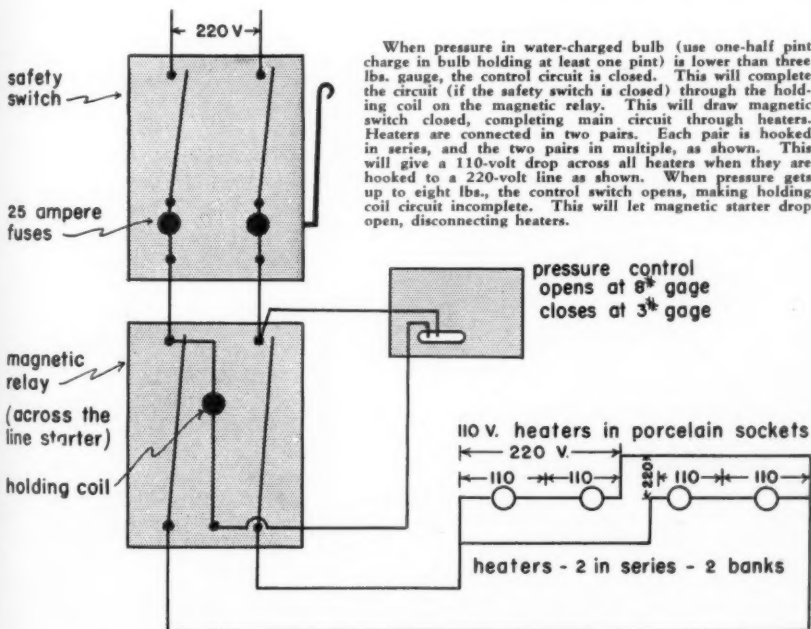 220 V
safety
switch
25 ampere
fuses
When pressure in water-charged bulb (use one-half pint
charge in bulb holding at least one pint) is lower than three
lbs. gauge, the control circuit is closed. This will complete
the circuit (if the safety switch is closed) through the hold-
ing coil on the magnetic relay. This will draw magnetic
switch closed, completing main circuit through heaters.
Heaters are connected in two pairs. Each pair is hooked
in series, and the two pairs in multiple, as shown. This
will give a 110-volt drop across all heaters when they are
hooked to a 220-volt line as shown. When pressure gets
up to eight lbs., the control switch opens, making holding
coil circuit incomplete. This will let magnetic starter drop
open, disconnecting heaters.
pressure control
opens at 8# gage
closes at 3# gage
magnetic
relay
(across the
line starter)
holding coil
110 V. heaters in porcelain sockets
220 V.
110 110 220 110 110
heaters - 2 in series - 2 banks